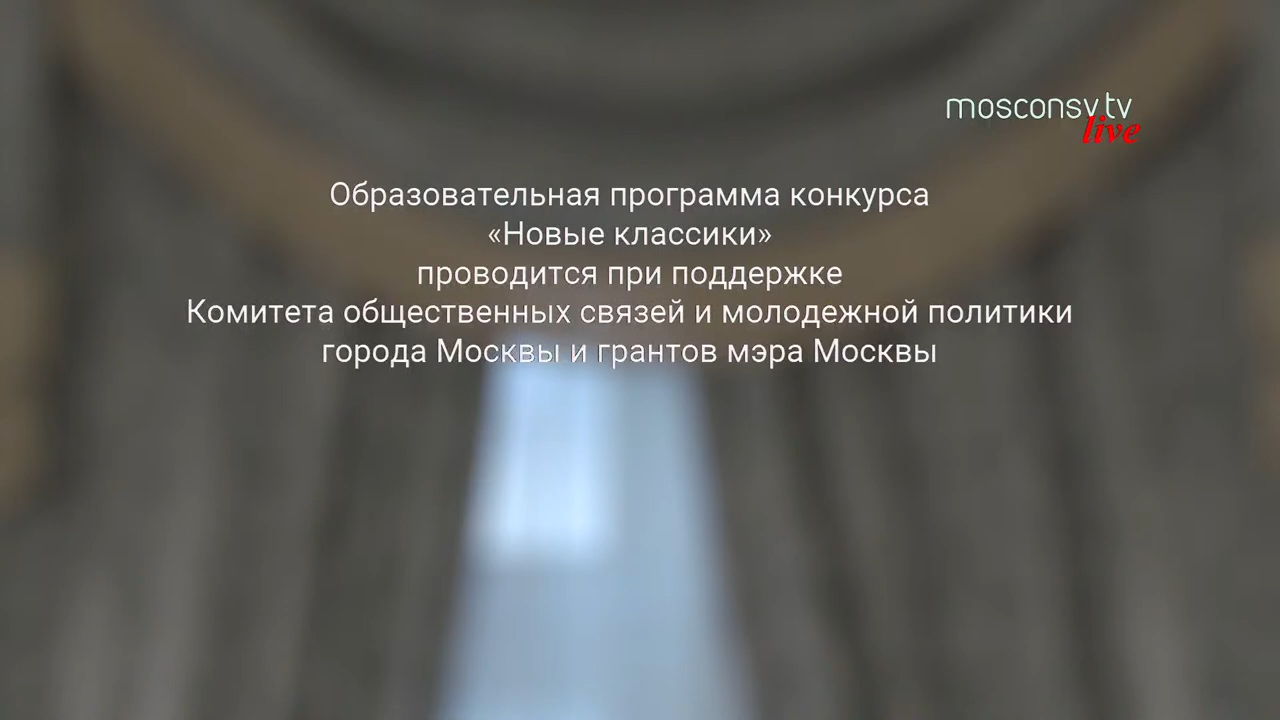 mosconsv.tv
live
Образовательная программа конкурса
«Новые классики»
проводится при поддержке
Комитета общественных связей и молодежной политики
города Москвы и грантов мэра Москвы